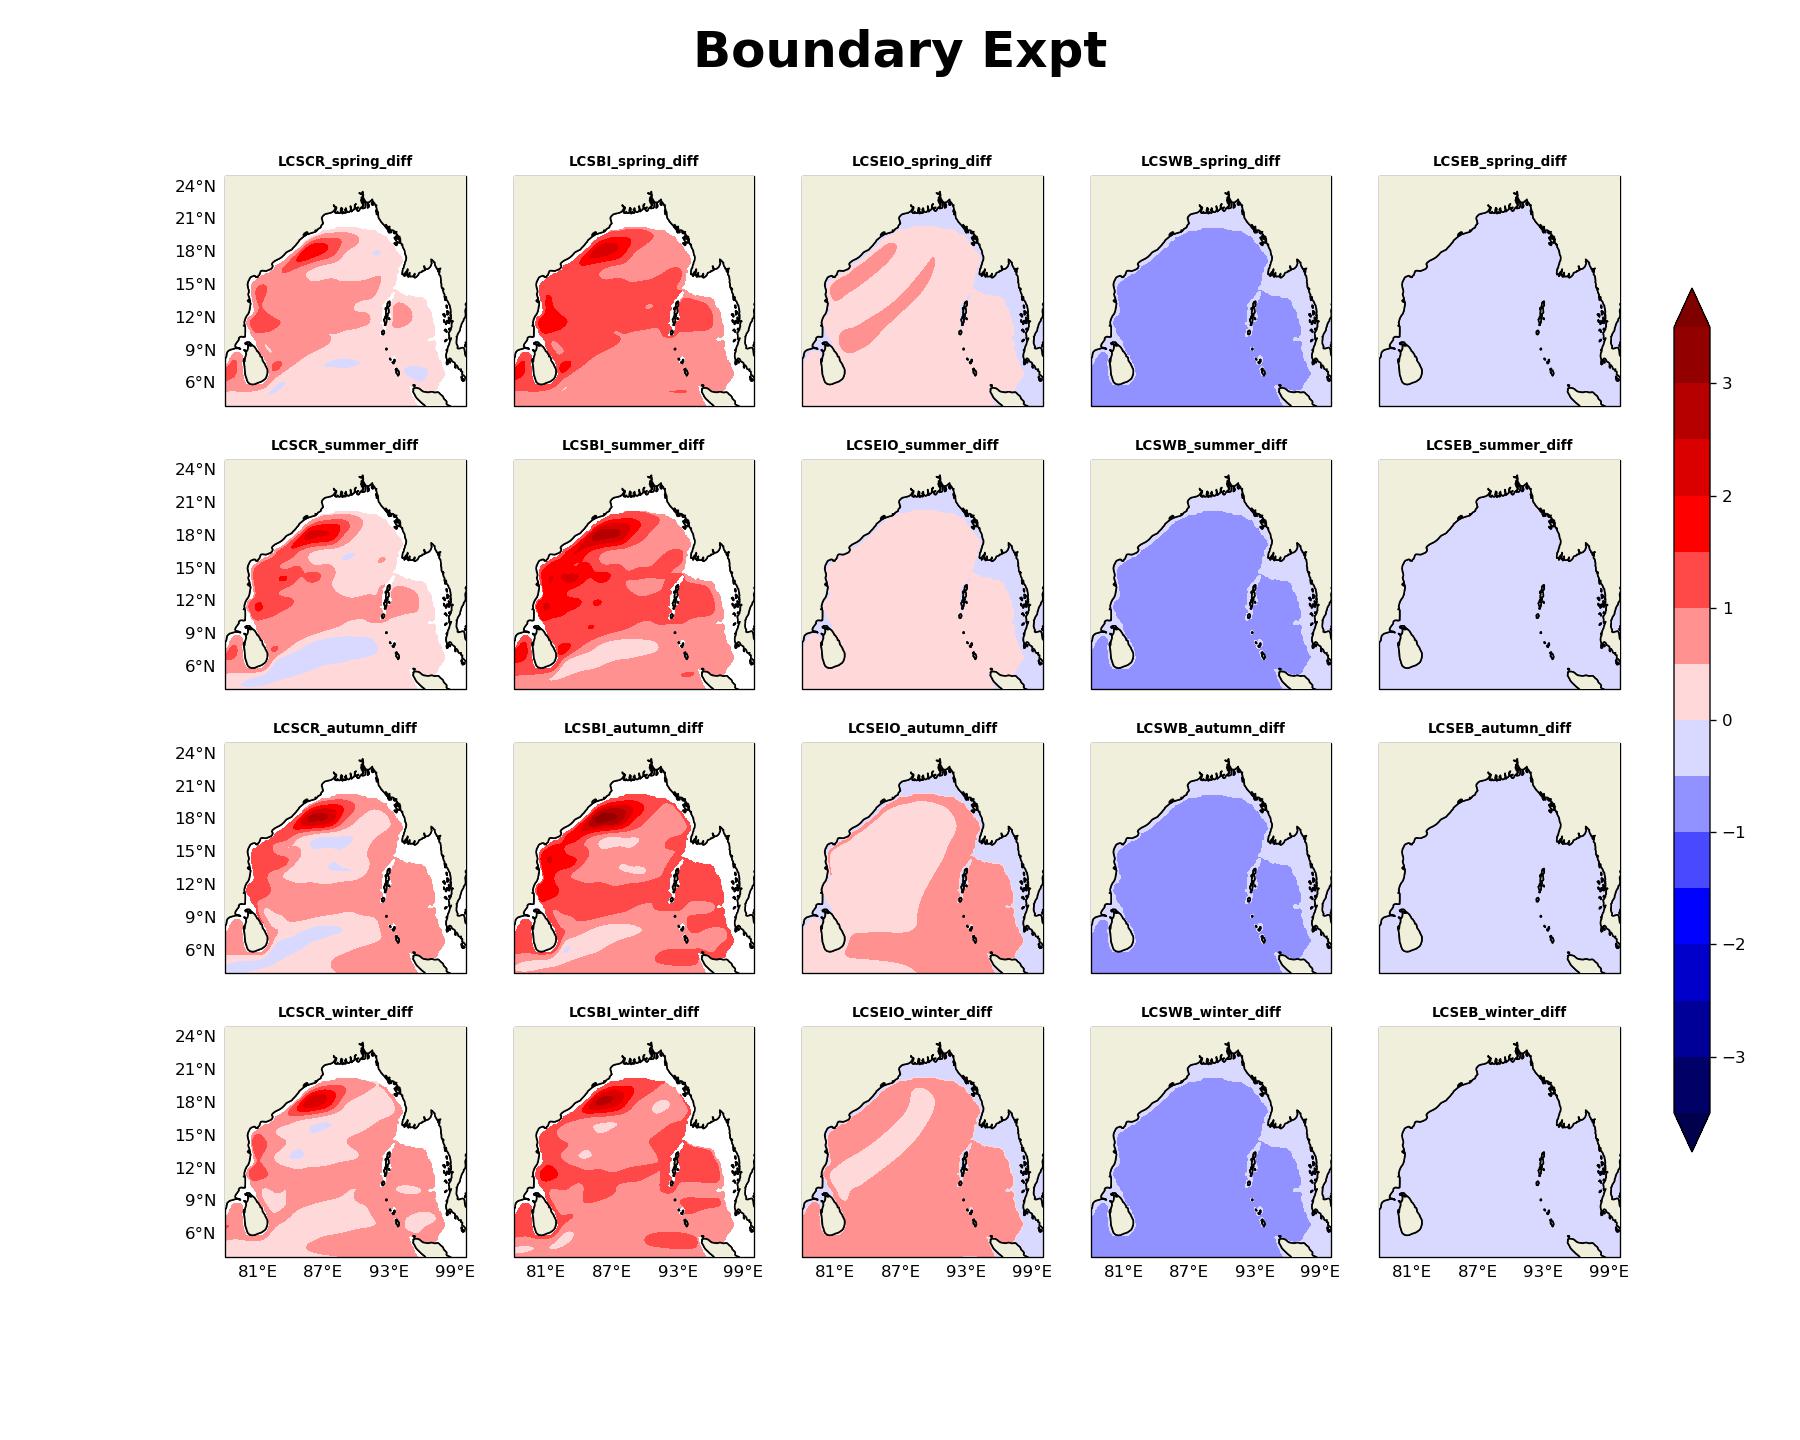 Boundary Expt
LCSCR_spring_diff LCSBI_spring_diff LCSEIO_spring_diff LCSWB_spring_diff LCSEB_spring_diff
24°N
21°N
18°N
15°N
12°N
9°N
6°N
LCSCR_summer_diff LCSBI_summer_diff LCSEIO_summer_diff LCSWB_summer_diff LCSEB_summer_diff
24°N
21°N
18°N
15°N
12°N
9°N
6°N
LCSCR_autumn_diff LCSBI_autumn_diff LCSEIO_autumn_diff LCSWB_autumn_diff LCSEB_autumn_diff
24°N
21°N
18°N
15°N
12°N
9°N
6°N
LCSCR_winter_diff LCSBI_winter_diff LCSEIO_winter_diff LCSWB_winter_diff LCSEB_winter_diff
24°N
21°N
18°N
15°N
12°N
9°N
6°N
81°E 87°E 93°E 99°E 81°E 87°E 93°E 99°E 81°E 87°E 93°E 99°E 81°E 87°E 93°E 99°E 81°E 87°E 93°E 99°E
3
2
1
0
−1
−2
−3